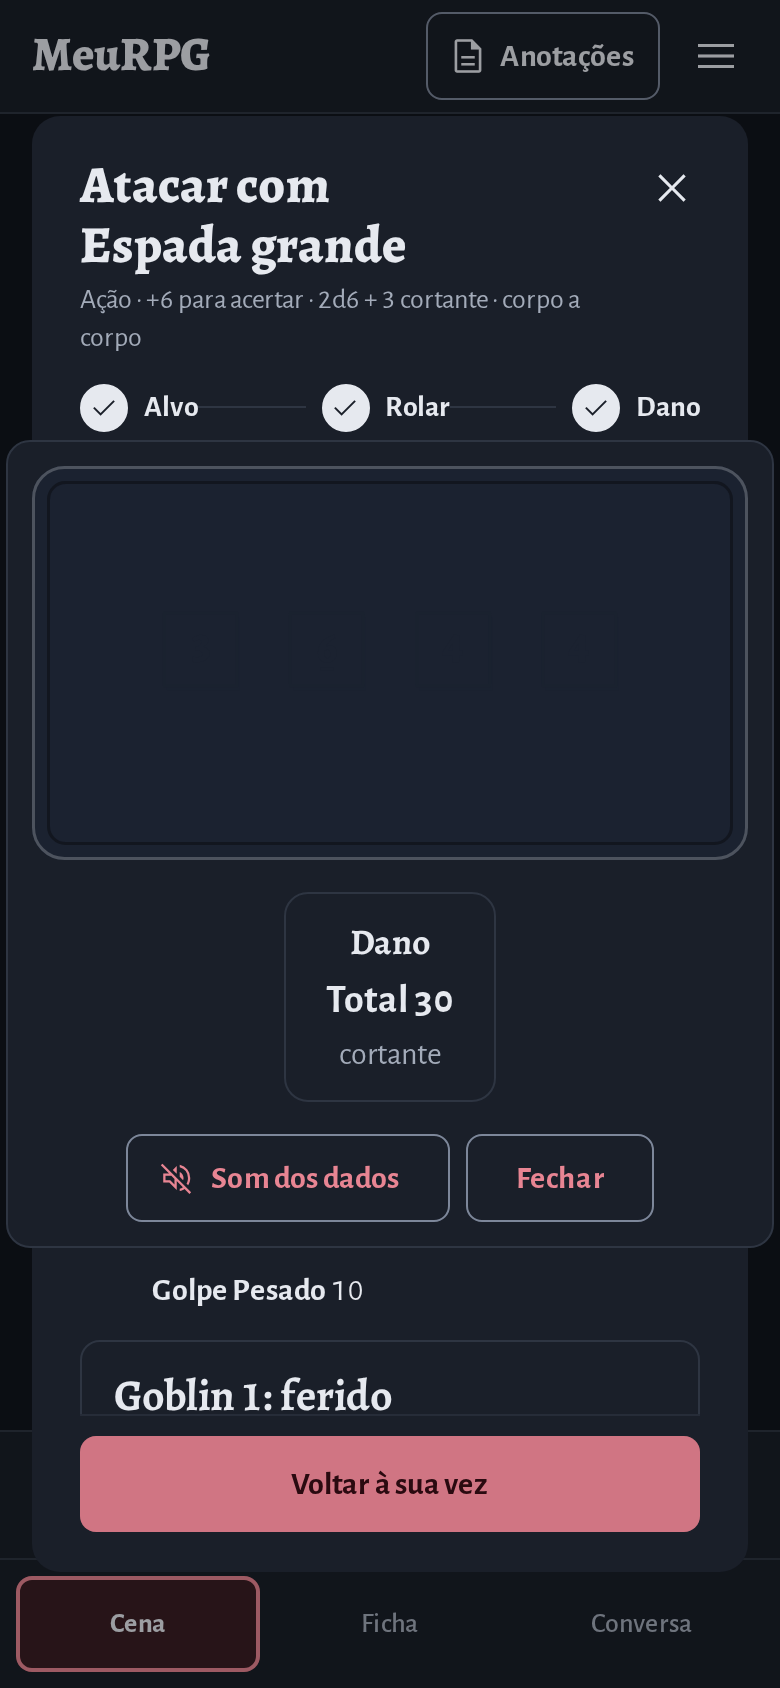 MeuRPG
Anotações
Atacar com
Espada grande
Ação · +6 para acertar · 2d6 + 3 cortante · corpo a
corpo
Alvo
Rolar
Dano
Dano
Total 30
cortante
Som dos dados
Fechar
Golpe Pesado 10
Goblin 1: ferido
Voltar à sua vez
Cena
Ficha
Conversa